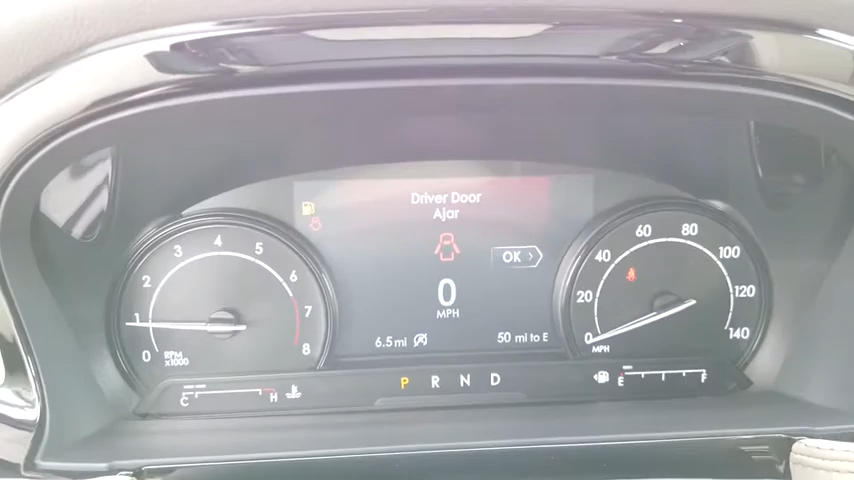 Driver Door
Ajar
OK
0
MPH
6.5 mi
50 mi to E
0 1 2 3 4 5 6 7 8
RPM
x1000
0 20 40 60 80 100 120 140
MPH
C H
P R N D
E F